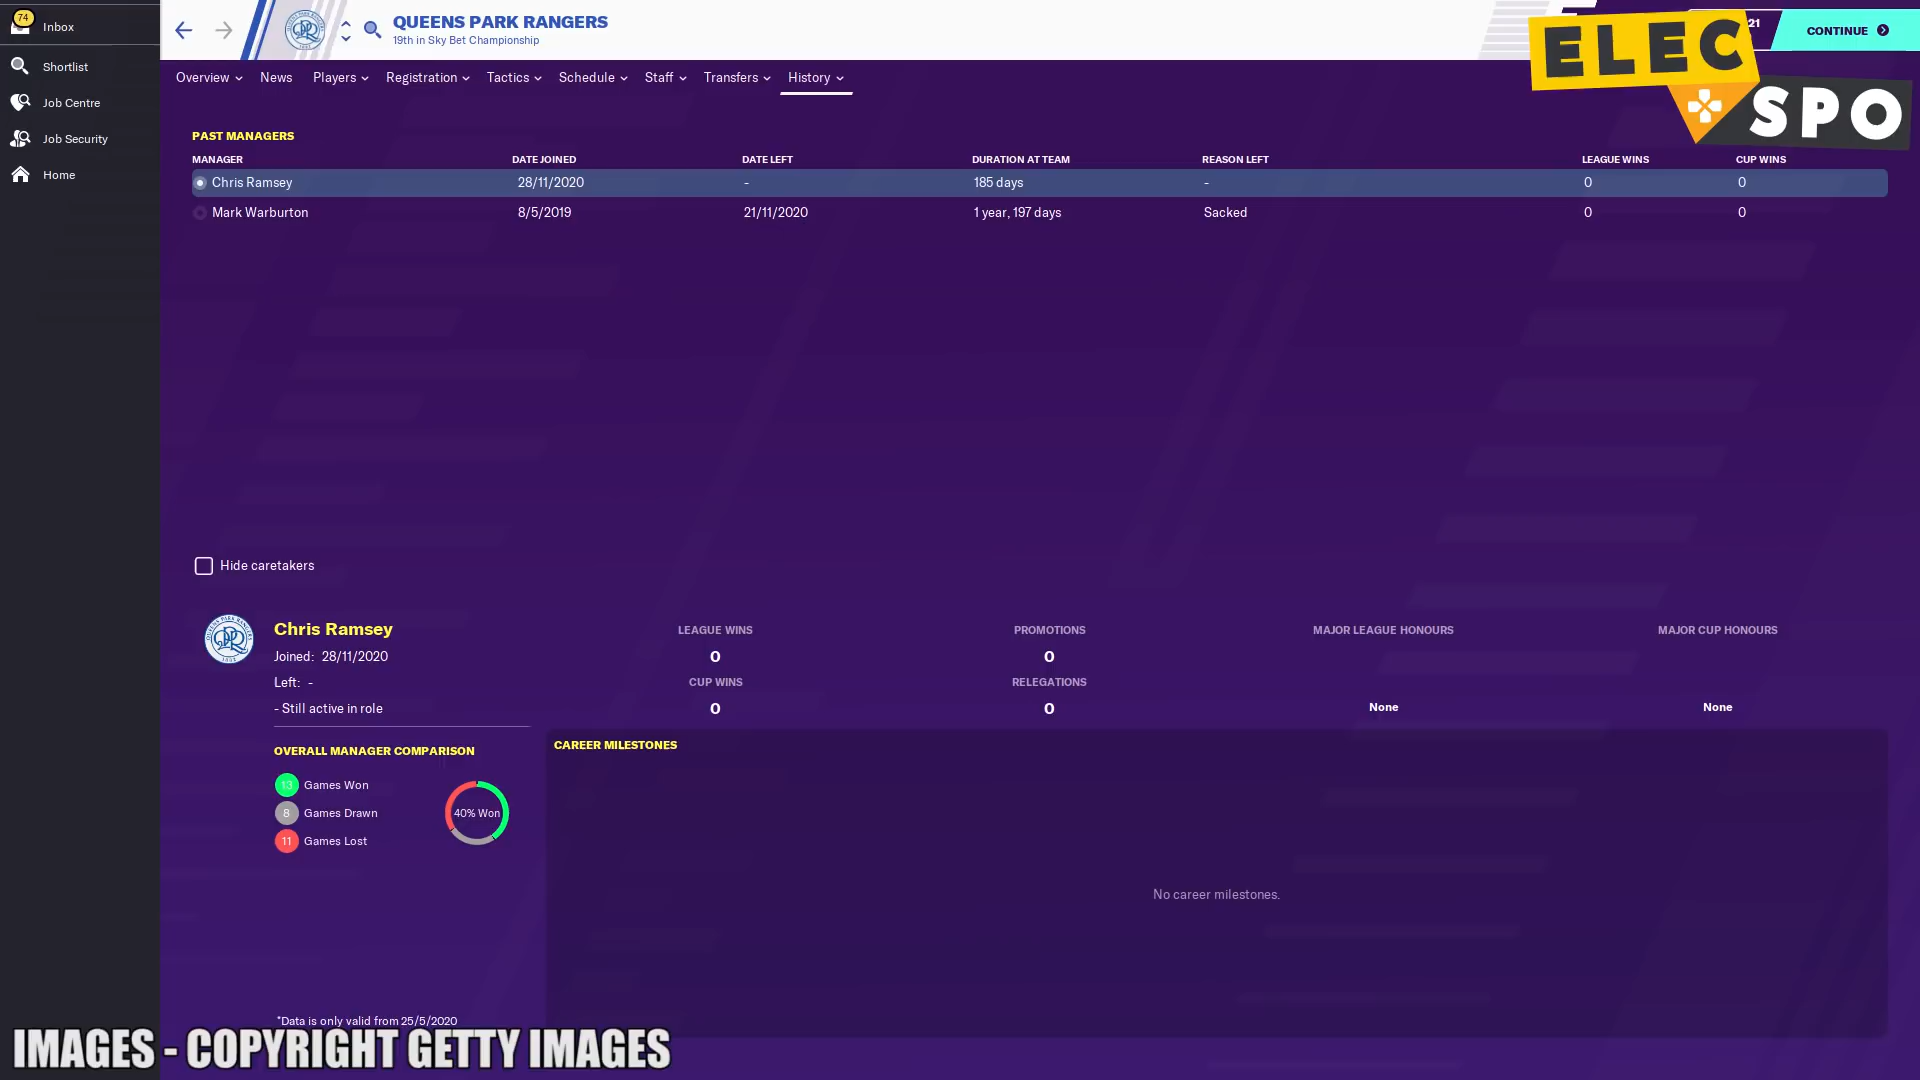 74
Inbox
Shortlist
Job Centre
Job Security
Home
QUEENS PARK RANGERS
19th in Sky Bet Championship
21
CONTINUE
ELEC
SPO
Overview
News
Players
Registration
Tactics
Schedule
Staff
Transfers
History
PAST MANAGERS
MANAGER DATE JOINED DATE LEFT DURATION AT TEAM REASON LEFT LEAGUE WINS CUP WINS
Chris Ramsey 28/11/2020 - 185 days - 0 0
Mark Warburton 8/5/2019 21/11/2020 1 year, 197 days Sacked 0 0
Hide caretakers
Chris Ramsey
Joined: 28/11/2020
Left: -
- Still active in role
LEAGUE WINS
0
CUP WINS
0
PROMOTIONS
0
RELEGATIONS
0
MAJOR LEAGUE HONOURS
None
MAJOR CUP HONOURS
None
OVERALL MANAGER COMPARISON
13 Games Won
8 Games Drawn
11 Games Lost
40% Won
CAREER MILESTONES
No career milestones.
*Data is only valid from 25/5/2020
IMAGES - COPYRIGHT GETTY IMAGES